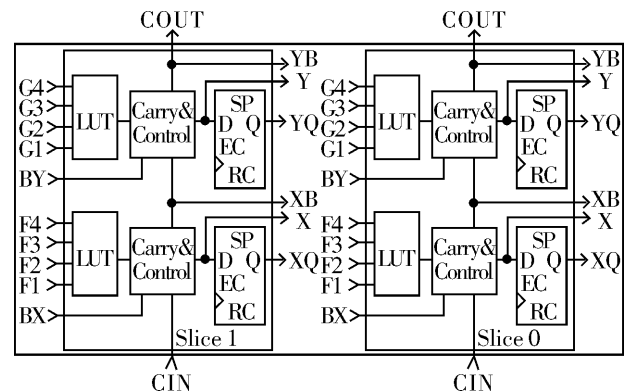 COUT COUT
YB YB
Y Y
G4 SP G4 SP
G3 Carry& G3 Carry&
G2 LUT Control D Q YQ G2 LUT Control D Q YQ
G1 EC G1 EC
BY RC BY RC
XB XB
X X
F4 SP F4 SP
F3 Carry& F3 Carry&
F2 LUT Control D Q XQ F2 LUT Control D Q XQ
F1 EC F1 EC
BX RC BX RC
Slice 1 Slice 0
CIN CIN